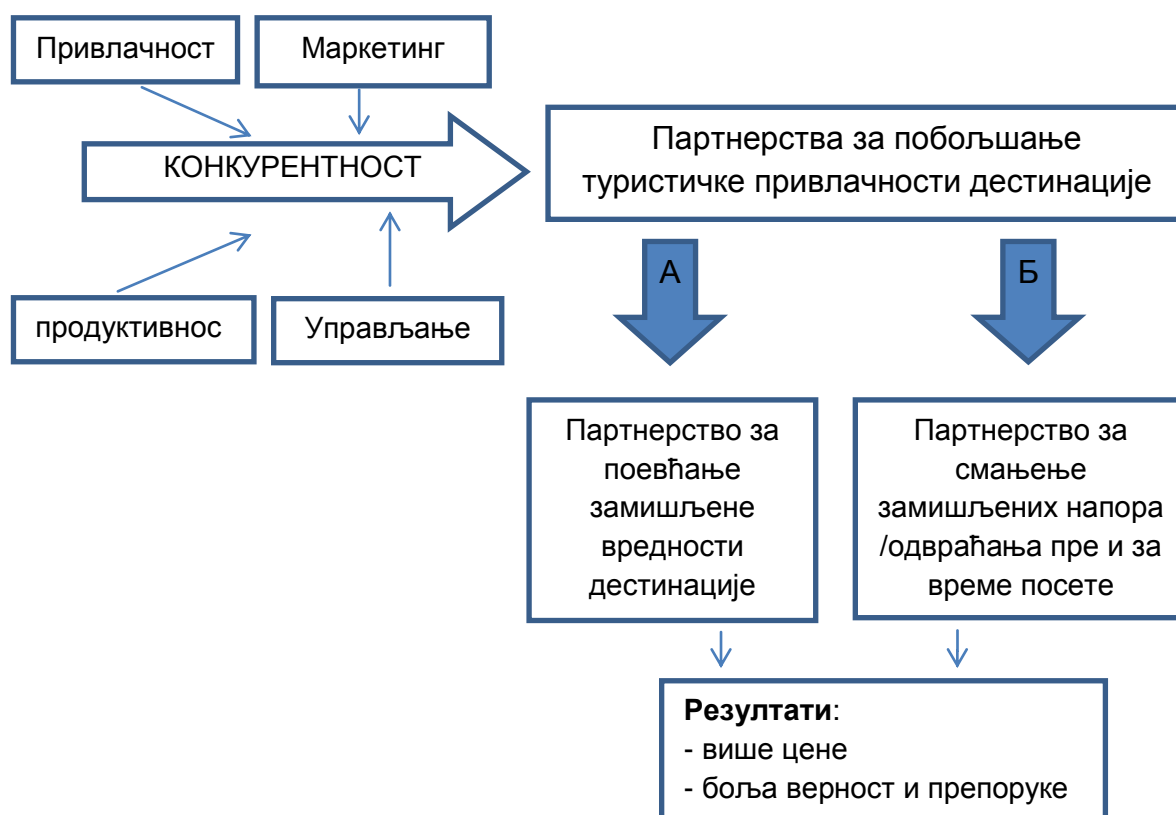 Привлачност
Маркетинг
КОНКУРЕНТНОСТ
продуктивнос
Управљање
Партнерства за побољшање
туристичке привлачности дестинације
А
Б
Партнерство за
поевћање
замишљене
вредности
дестинације
Партнерство за
смањење
замишљених напора
/одвраћања пре и за
време посете
Резултати:
- више цене
- боља верност и препоруке